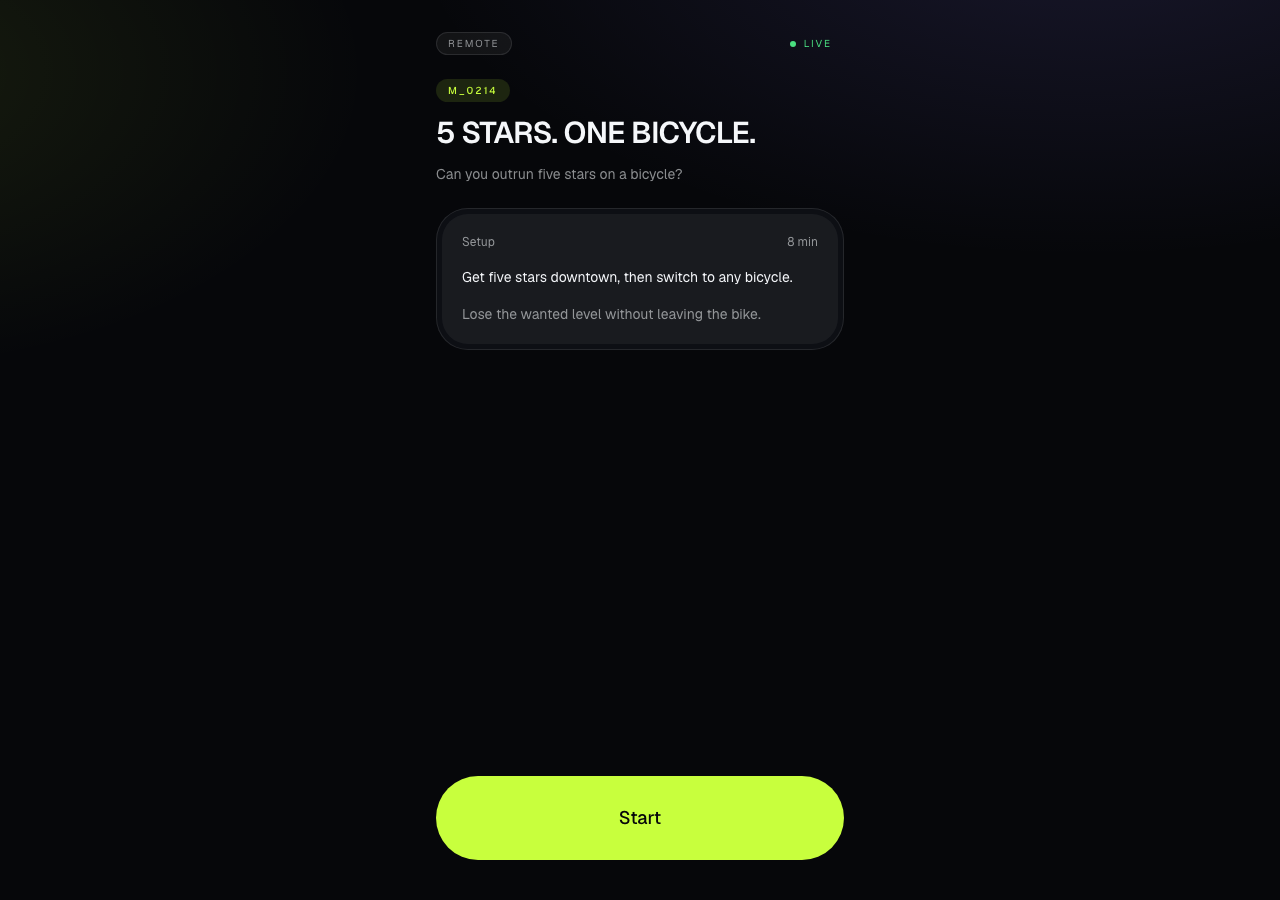 REMOTE
LIVE
M_0214
5 STARS. ONE BICYCLE.
Can you outrun five stars on a bicycle?
Setup
8 min
Get five stars downtown, then switch to any bicycle.
Lose the wanted level without leaving the bike.
Start